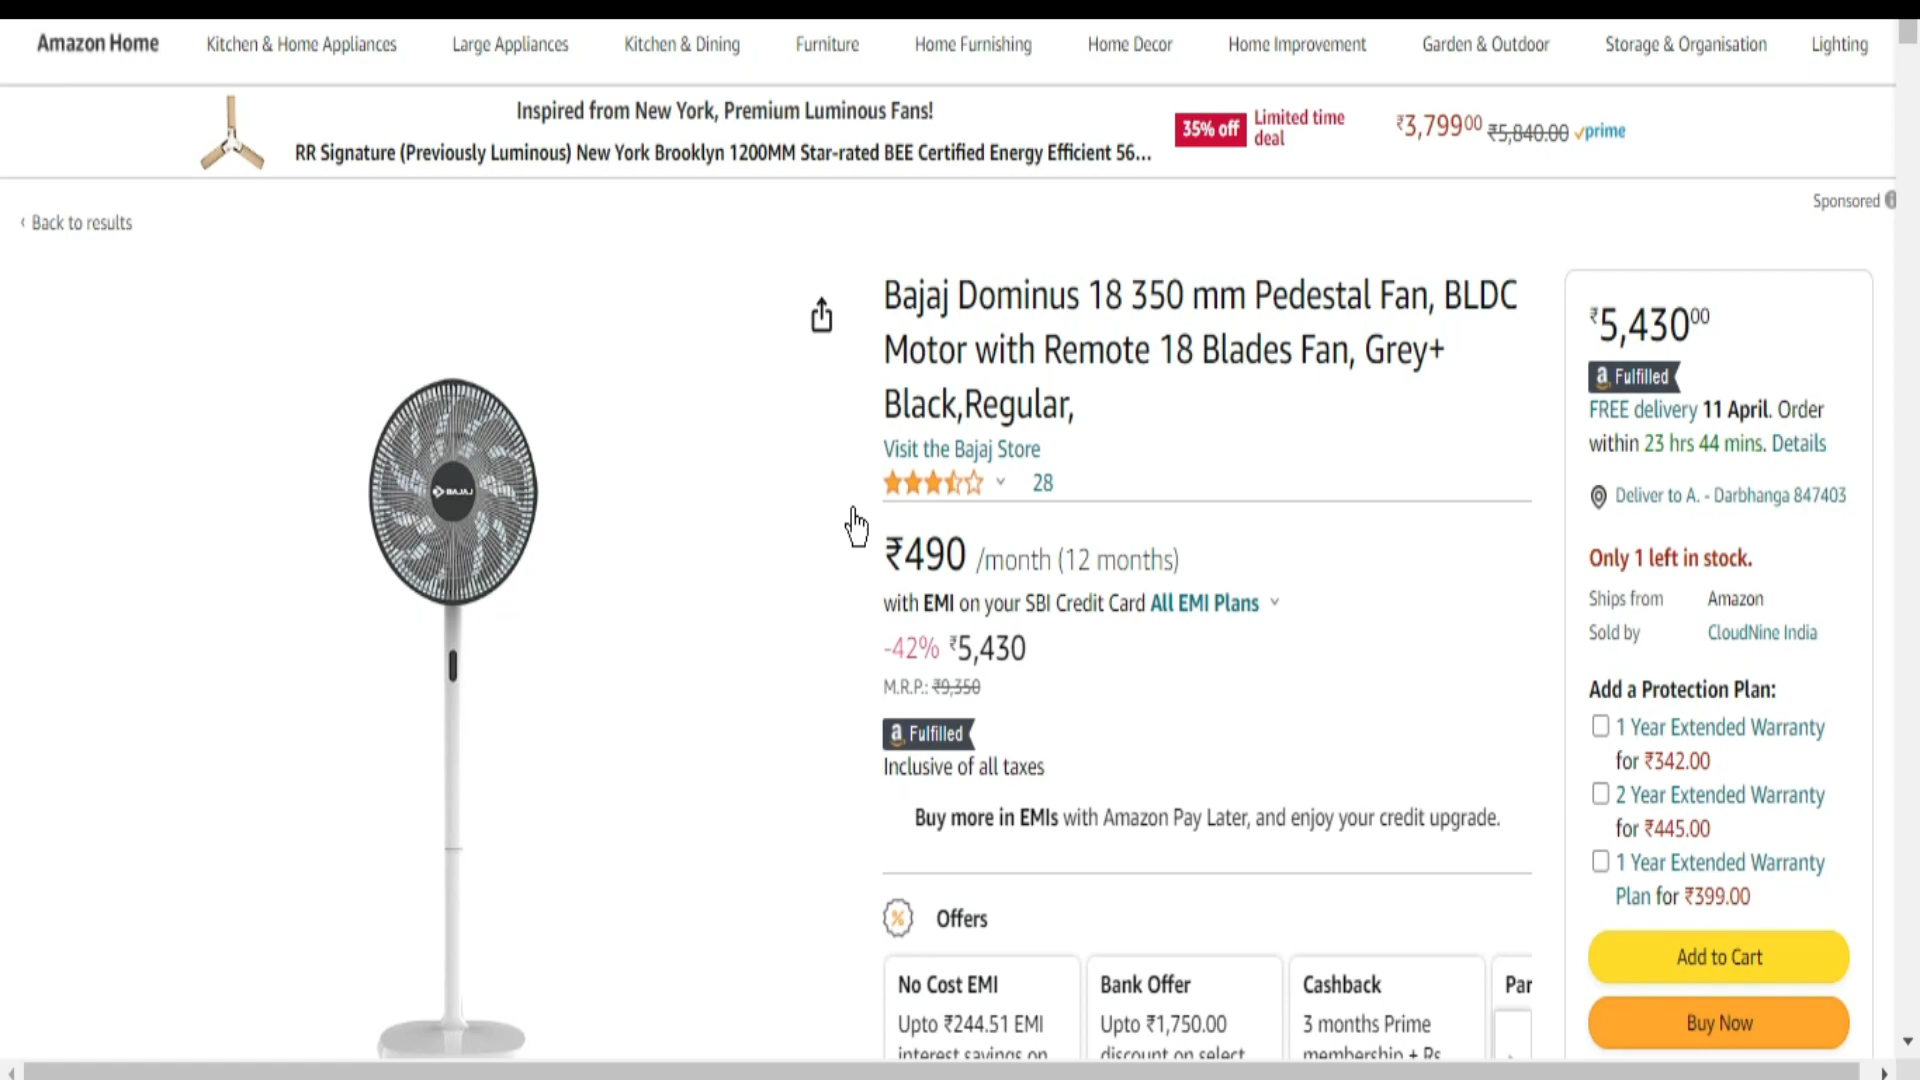 Amazon Home Kitchen & Home Appliances Large Appliances Kitchen & Dining Furniture Home Furnishing Home Decor Home Improvement Garden & Outdoor Storage & Organisation Lighting
Inspired from New York, Premium Luminous Fans!
RR Signature (Previously Luminous) New York Brooklyn 1200MM Star-rated BEE Certified Energy Efficient 56...
35% off
Limited time
deal
₹3,799⁰⁰ ₹5,840.00 prime
Sponsored
‹ Back to results
BAJAJ
Bajaj Dominus 18 350 mm Pedestal Fan, BLDC
Motor with Remote 18 Blades Fan, Grey+
Black,Regular,
Visit the Bajaj Store
28
₹490 /month (12 months)
with EMI on your SBI Credit Card All EMI Plans
-42% ₹5,430
M.R.P.: ₹9,350
a Fulfilled
Inclusive of all taxes
Buy more in EMIs with Amazon Pay Later, and enjoy your credit upgrade.
% Offers
No Cost EMI
Upto ₹244.51 EMI
interest savings on
Bank Offer
Upto ₹1,750.00
discount on select
Cashback
3 months Prime
membership + Rs
Par
₹5,430⁰⁰
a Fulfilled
FREE delivery 11 April. Order
within 23 hrs 44 mins. Details
Deliver to A. - Darbhanga 847403
Only 1 left in stock.
Ships from Amazon
Sold by CloudNine India
Add a Protection Plan:
1 Year Extended Warranty
for ₹342.00
2 Year Extended Warranty
for ₹445.00
1 Year Extended Warranty
Plan for ₹399.00
Add to Cart
Buy Now